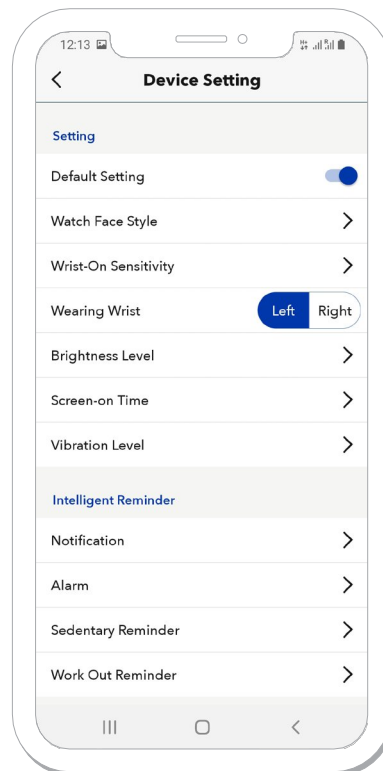 12:13
Device Setting
Setting
Default Setting
Watch Face Style
Wrist-On Sensitivity
Wearing Wrist Left Right
Brightness Level
Screen-on Time
Vibration Level
Intelligent Reminder
Notification
Alarm
Sedentary Reminder
Work Out Reminder